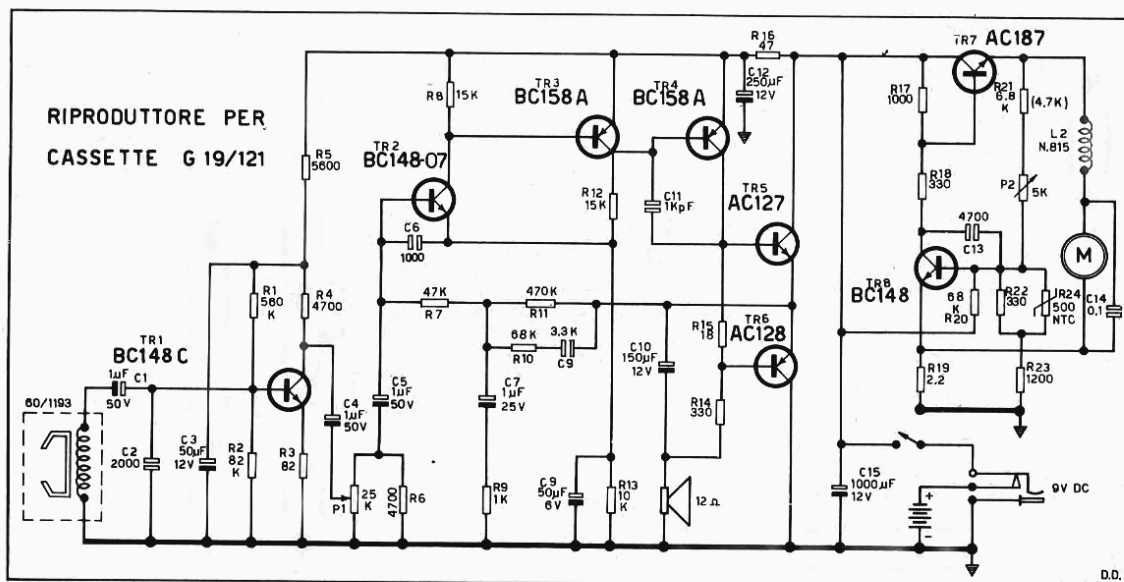 RIPRODUTTORE PER
CASSETTE G 19/121
R16
47
TR7
AC187
R8
15K
TR3
BC158A
TR4
BC158A
C12
250µF
12V
R17
1000
R21
6.8
K
(4.7K)
L2
N.815
R5
5600
TR2
BC148-07
R12
15K
C11
1KpF
R18
330
P2
5K
TR5
AC127
C6
1000
4700
C13
M
R1
560
K
R4
4700
TR8
BC148
68
K
R20
R22
330
R24
500
NTC
C14
0.1
47K
R7
470K
R11
68K
R10
3,3K
C9
C10
150µF
12V
R15
18
TR6
AC128
TR1
BC148C
1µF
C1
50V
60/1193
C5
1µF
50V
C7
1µF
25V
R14
330
R19
2.2
R23
1200
C4
1µF
50V
C2
2000
C3
50µF
12V
R2
82
K
R3
82
P1
25
K
R6
4700
R9
1K
C9
50µF
6V
R13
10
K
12 Ω
C15
1000µF
12V
+
-
9V DC
D.D.